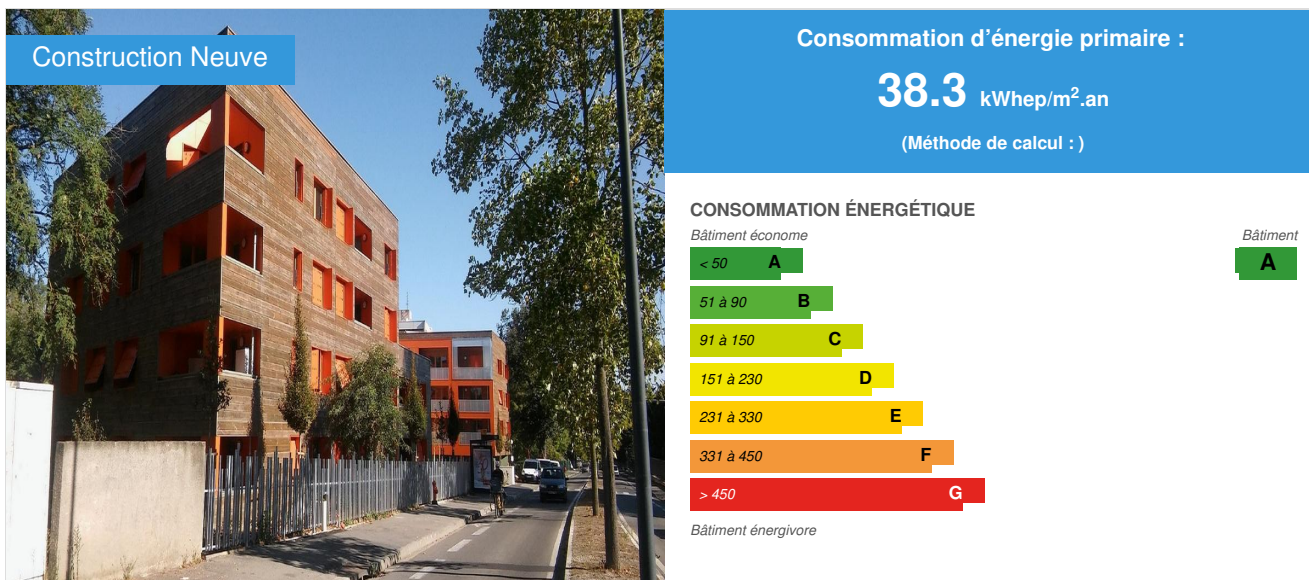 Construction Neuve
Consommation d'énergie primaire :
38.3 kWhep/m².an
(Méthode de calcul : )
CONSOMMATION ÉNERGÉTIQUE
Bâtiment économe
Bâtiment
< 50 A
A
51 à 90 B
91 à 150 C
151 à 230 D
231 à 330 E
331 à 450 F
> 450 G
Bâtiment énergivore